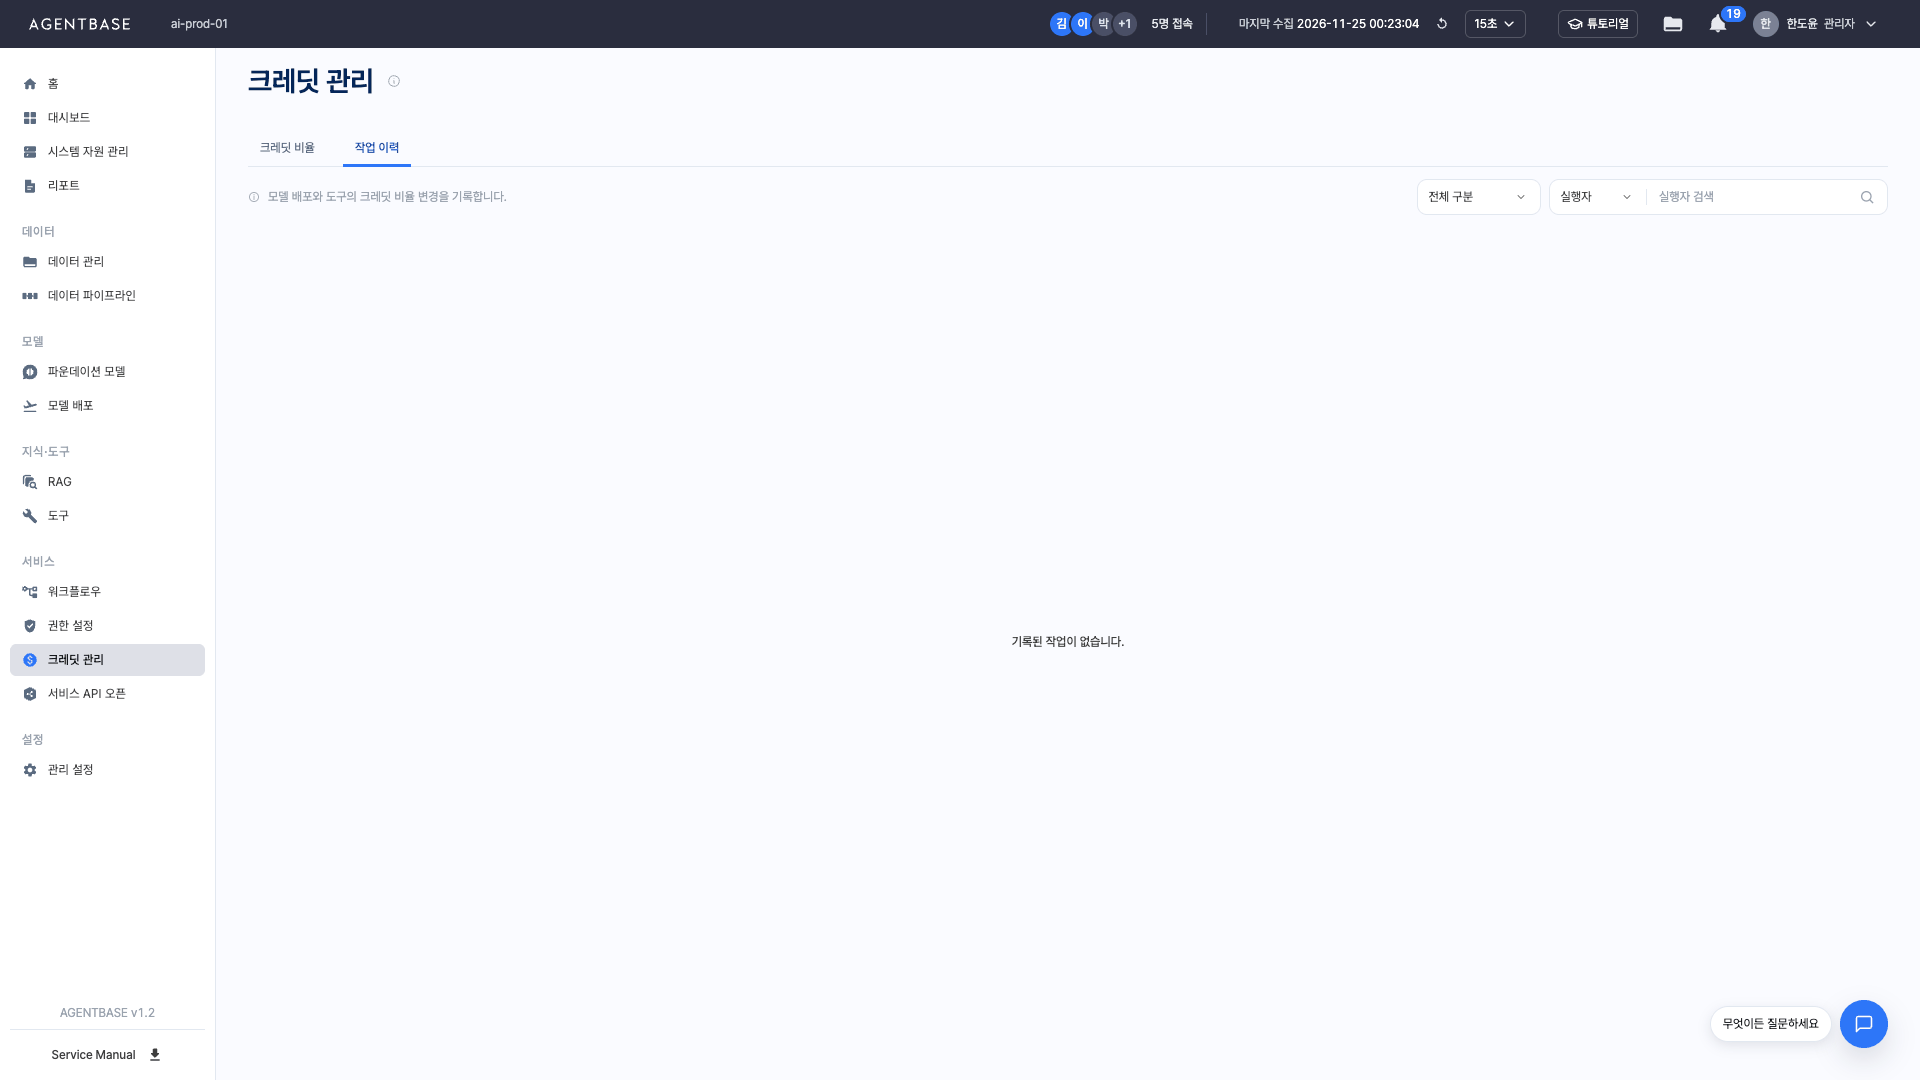 AGENTBASE
ai-prod-01
김 이 박 +1 5명 접속
마지막 수집 2026-11-25 00:23:04
15초
튜토리얼
19
한 한도윤 관리자
홈
대시보드
시스템 자원 관리
리포트
데이터
데이터 관리
데이터 파이프라인
모델
파운데이션 모델
모델 배포
지식·도구
RAG
도구
서비스
워크플로우
권한 설정
크레딧 관리
서비스 API 오픈
설정
관리 설정
AGENTBASE v1.2
Service Manual
크레딧 관리
크레딧 비율
작업 이력
모델 배포와 도구의 크레딧 비율 변경을 기록합니다.
전체 구분
실행자
실행자 검색
기록된 작업이 없습니다.
무엇이든 질문하세요